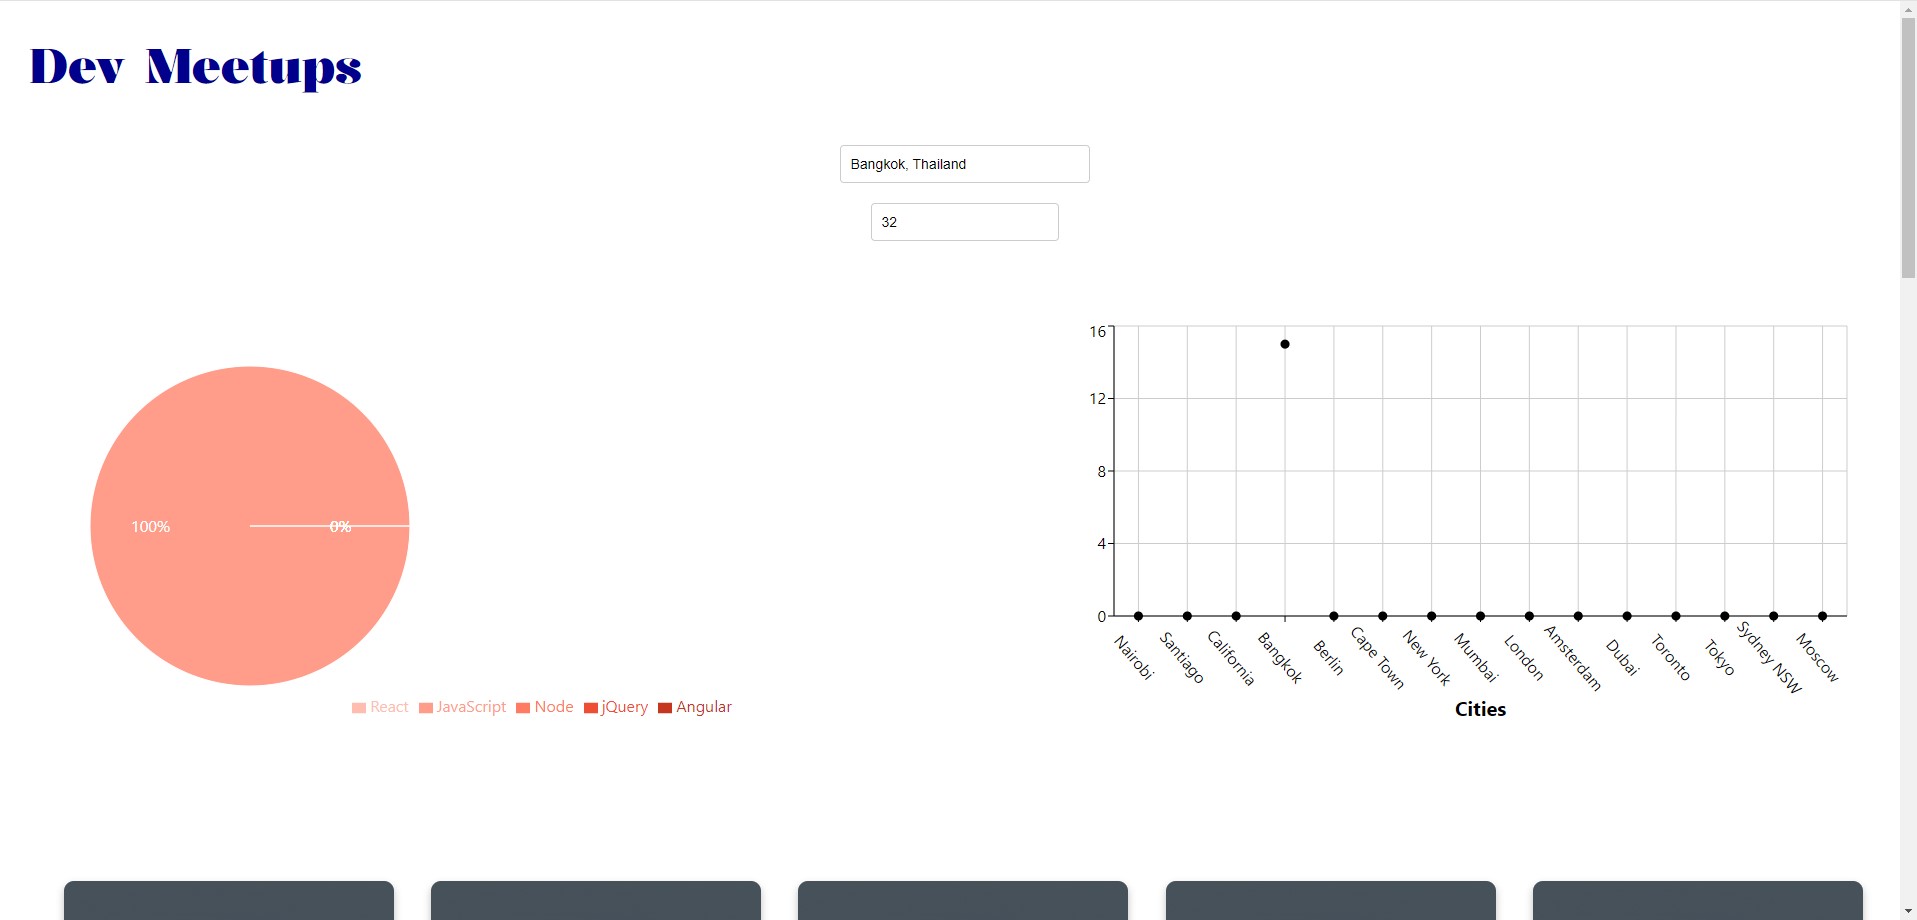 Dev Meetups
Bangkok, Thailand
32
100%
0%
React JavaScript Node jQuery Angular
16
12
8
4
0
Nairobi Santiago California Bangkok Berlin Cape Town New York Mumbai London Amsterdam Dubai Toronto Tokyo Sydney NSW Moscow
Cities